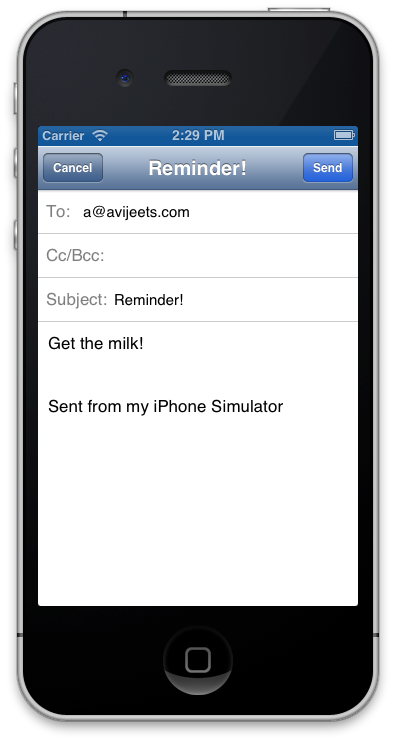 Carrier 2:29 PM
Cancel Reminder! Send
To: a@avijeets.com
Cc/Bcc:
Subject: Reminder!
Get the milk!
Sent from my iPhone Simulator